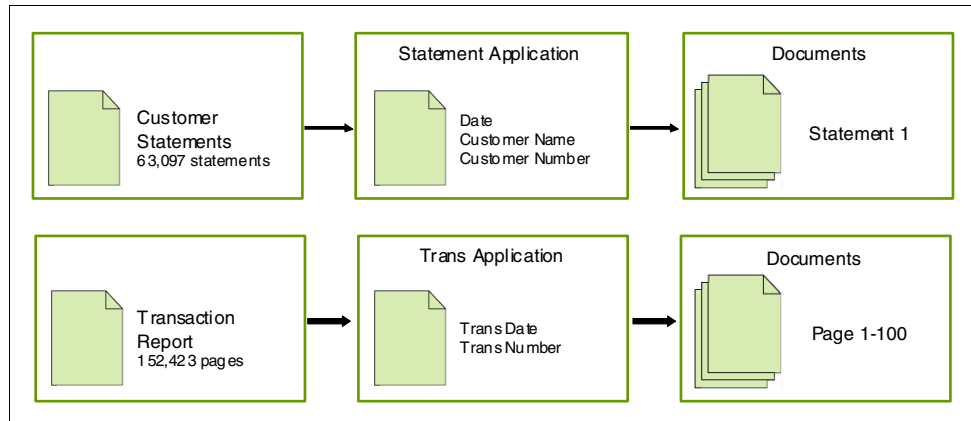 Customer
Statements
63,097 statements
Statement Application
Date
Customer Name
Customer Number
Documents
Statement 1
Transaction
Report
152,423 pages
Trans Application
Trans Date
Trans Number
Documents
Page 1-100